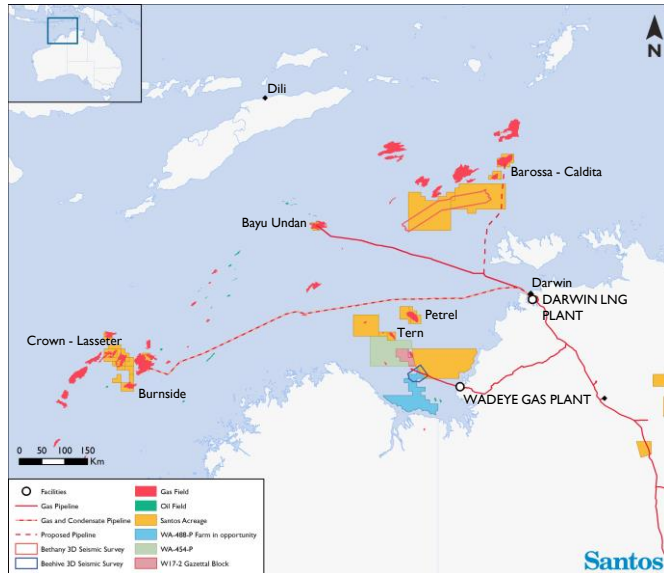 N
Dili
Barossa - Caldita
Bayu Undan
Darwin
DARWIN LNG
PLANT
Petrel
Tern
Crown - Lasseter
Burnside
WADEYE GAS PLANT
0 50 100 150
Km
Facilities
Gas Pipeline
Gas and Condensate Pipeline
Proposed Pipeline
Bethany 3D Seismic Survey
Beehive 3D Seismic Survey
Gas Field
Oil Field
Santos Acreage
WA-488-P Farm in opportunity
WA-454-P
W17-2 Gazettal Block
Santos